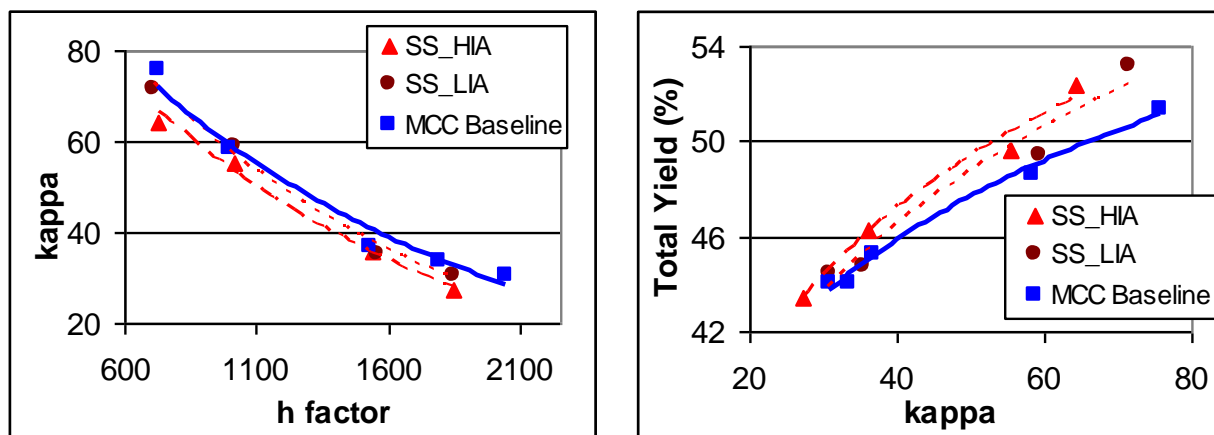 80
60
40
20
kappa
600 1100 1600 2100
h factor
SS_HIA
SS_LIA
MCC Baseline
54
50
46
42
Total Yield (%)
20 40 60 80
kappa
SS_HIA
SS_LIA
MCC Baseline